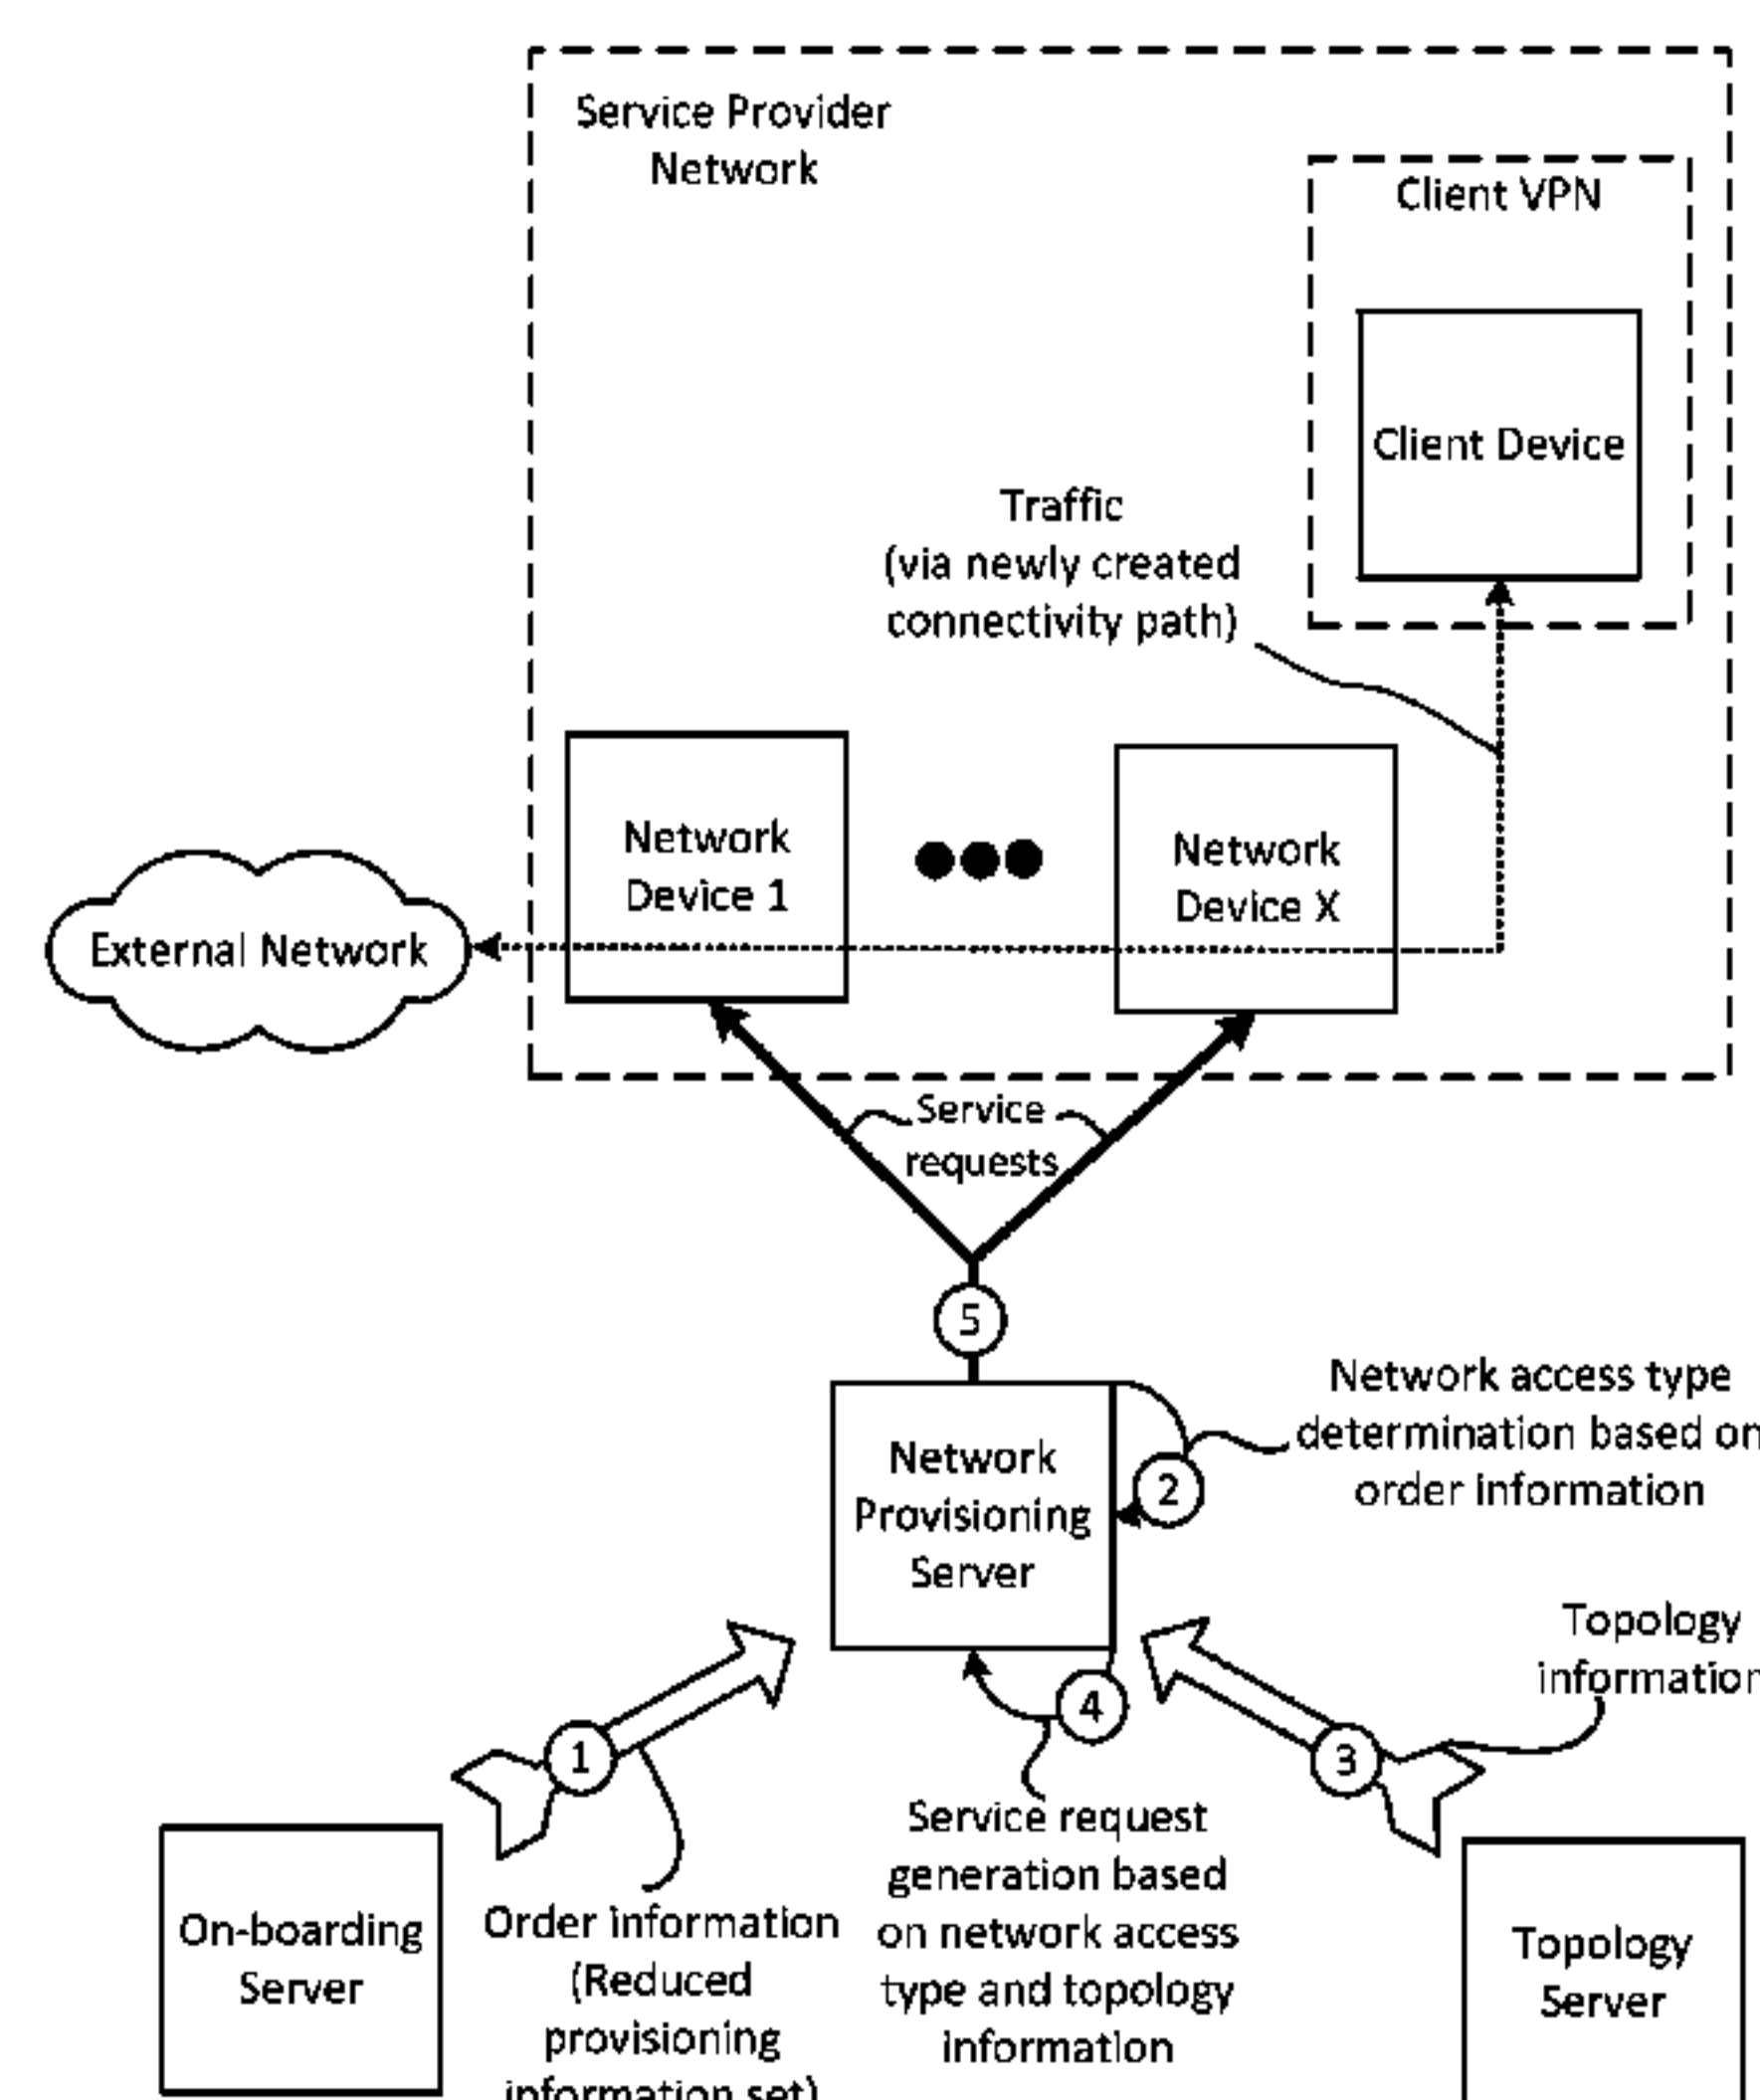 Service Provider
Network
Client VPN
Client Device
Traffic
(via newly created
connectivity path)
Network
Device 1
Network
Device X
External Network
Service
requests
5
Network
Provisioning
Server
Network access type
determination based on
order information
2
Topology
information
4
1
3
On-boarding
Server
Order information
(Reduced
provisioning
information set)
Service request
generation based
on network access
type and topology
information
Topology
Server